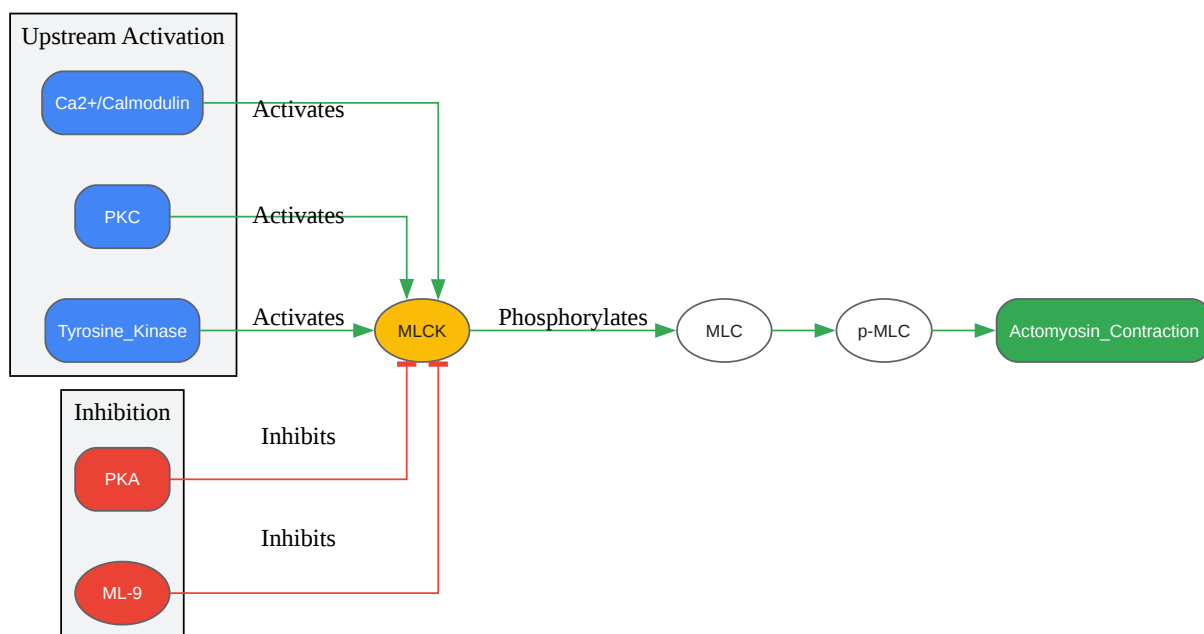 Upstream Activation
Ca2+/Calmodulin
Activates
PKC
Activates
Tyrosine_Kinase
Activates
MLCK
Phosphorylates
MLC
p-MLC
Actomyosin_Contraction
Inhibition
PKA
Inhibits
ML-9
Inhibits